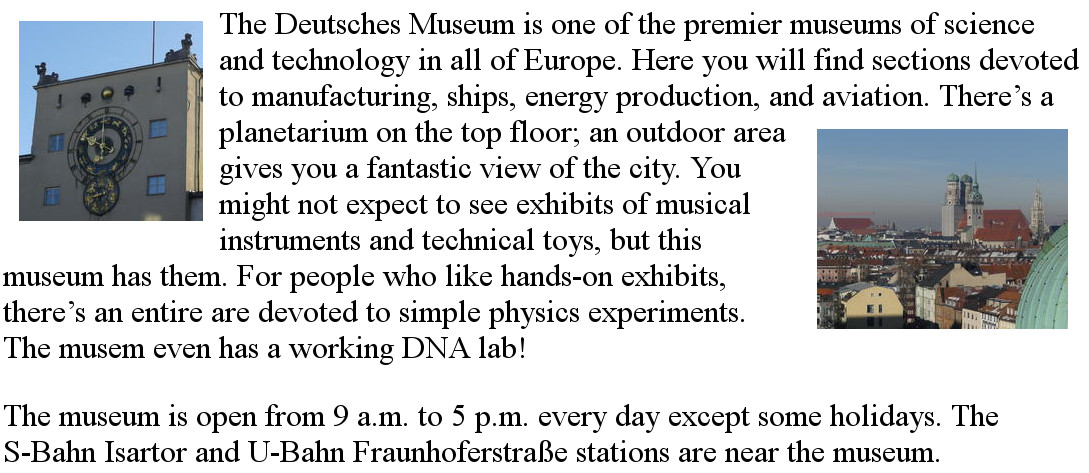 The Deutsches Museum is one of the premier museums of science
and technology in all of Europe. Here you will find sections devoted
to manufacturing, ships, energy production, and aviation. There’s a
planetarium on the top floor; an outdoor area
gives you a fantastic view of the city. You
might not expect to see exhibits of musical
instruments and technical toys, but this
museum has them. For people who like hands-on exhibits,
there’s an entire are devoted to simple physics experiments.
The musem even has a working DNA lab!
The museum is open from 9 a.m. to 5 p.m. every day except some holidays. The
S-Bahn Isartor and U-Bahn Fraunhoferstraße stations are near the museum.